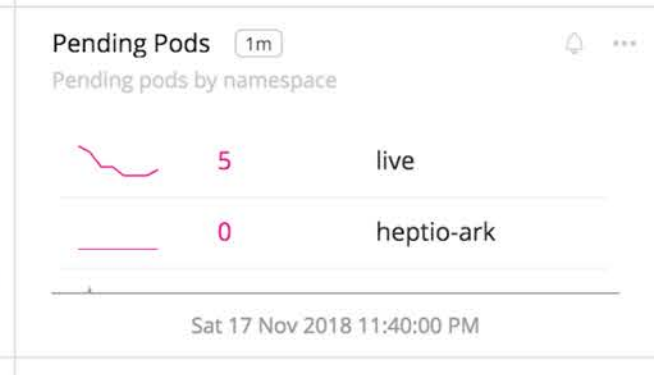 Pending Pods 1m
Pending pods by namespace
5 live
0 heptio-ark
Sat 17 Nov 2018 11:40:00 PM